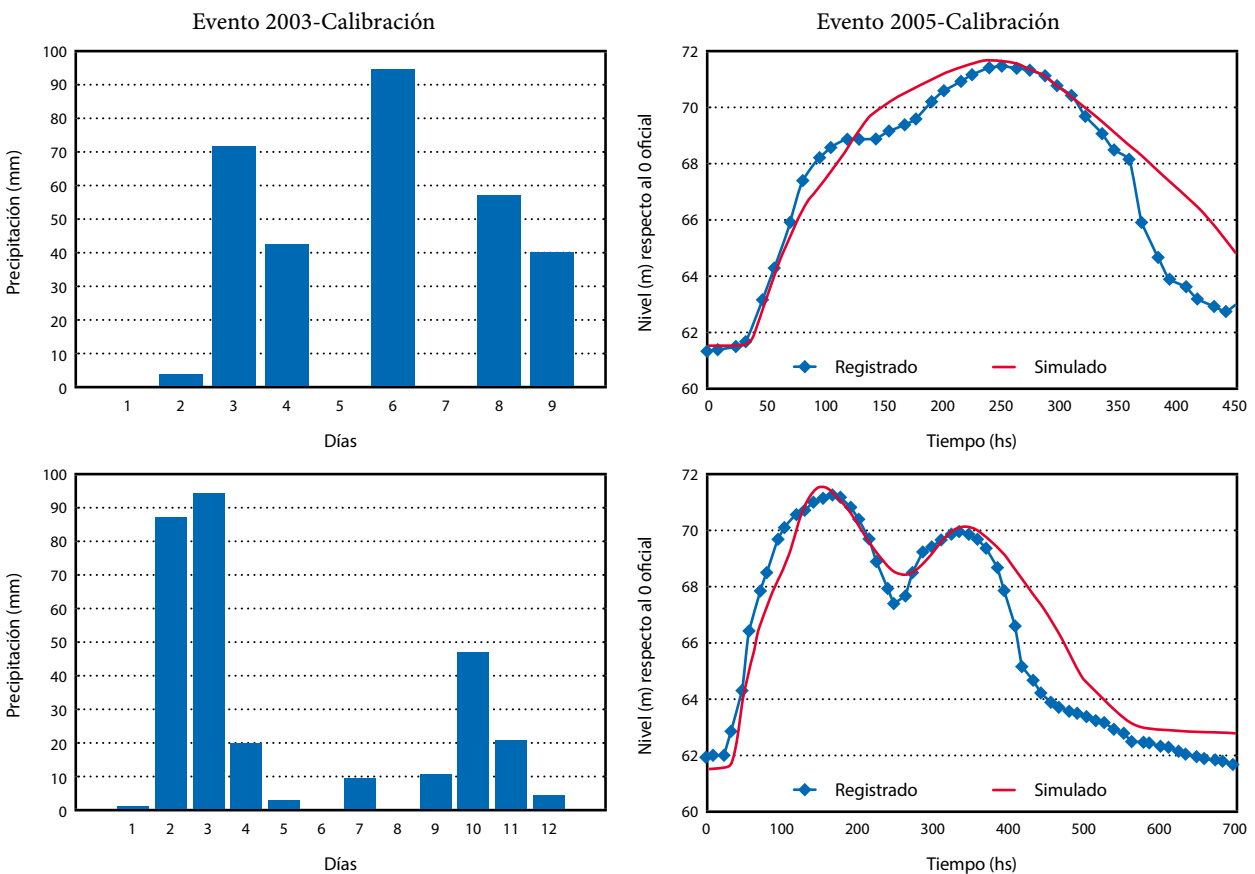 Evento 2003-Calibración
Precipitación (mm)
100
90
80
70
60
50
40
30
20
10
0
1 2 3 4 5 6 7 8 9
Días
Evento 2005-Calibración
Nivel (m) respecto al 0 oficial
72
70
68
66
64
62
60
Registrado Simulado
0 50 100 150 200 250 300 350 400 450
Tiempo (hs)
Precipitación (mm)
100
90
80
70
60
50
40
30
20
10
0
1 2 3 4 5 6 7 8 9 10 11 12
Días
Nivel (m) respecto al 0 oficial
72
70
68
66
64
62
60
Registrado Simulado
0 100 200 300 400 500 600 700
Tiempo (hs)